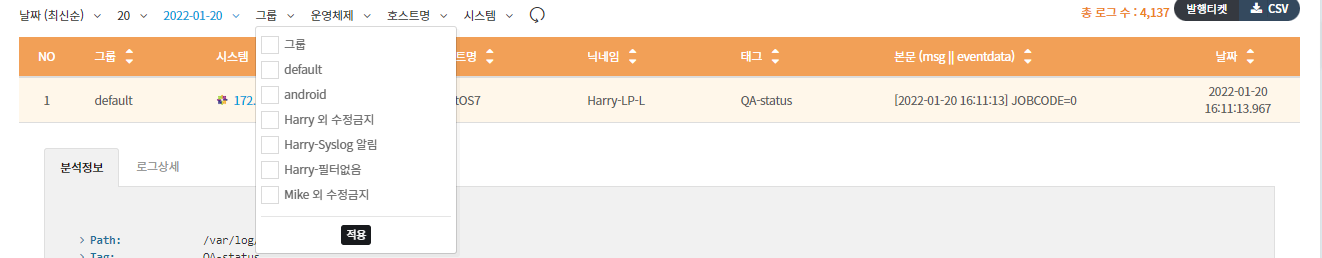 날짜 (최신순) 20 2022-01-20 그룹 운영체제 호스트명 시스템 총 로그 수 : 4,137 발행티켓 CSV
NO 그룹 시스템 트명 닉네임 태그 본문 (msg || eventdata) 날짜
1 default 172. tOS7 Harry-LP-L QA-status [2022-01-20 16:11:13] JOBCODE=0 2022-01-20
16:11:13.967
그룹
default
android
Harry 외 수정금지
Harry-Syslog 알림
Harry-필터없음
Mike 외 수정금지
적용
분석정보 로그상세
> Path: /var/log/
> Tag: QA-status